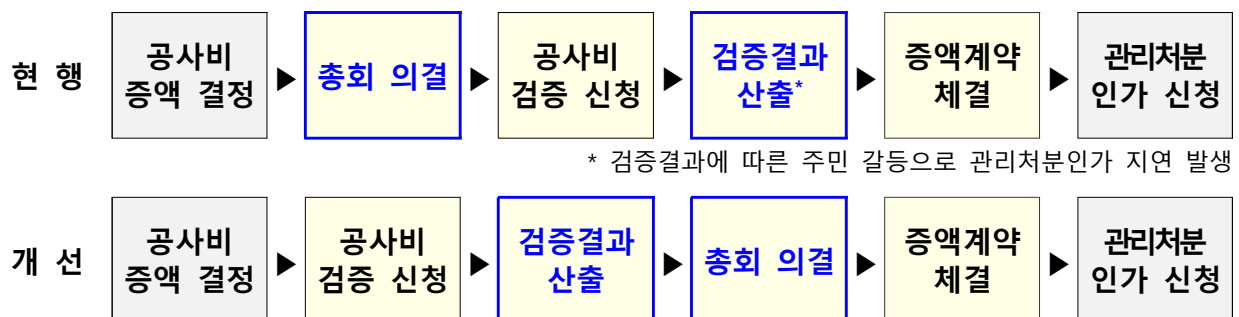 현 행
공사비
증액 결정
▶
총회 의결
▶
공사비
검증 신청
▶
검증결과
산출*
▶
증액계약
체결
▶
관리처분
인가 신청
* 검증결과에 따른 주민 갈등으로 관리처분인가 지연 발생
개 선
공사비
증액 결정
▶
공사비
검증 신청
▶
검증결과
산출
▶
총회 의결
▶
증액계약
체결
▶
관리처분
인가 신청